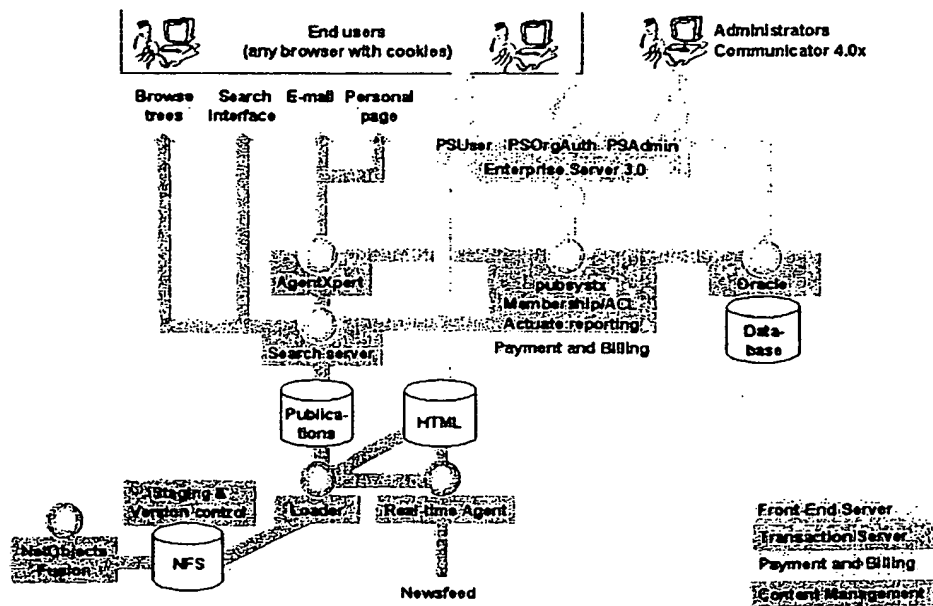 End users
(any browser with cookies)
Administrators
Communicator 4.0x
Browse
trees
Search
Interface
E-mail
Personal
page
PSUser PSOrgAuth PSAdmin
Enterprise Server 3.0
AgentXpert
pubsystx
Membership/ACL
Actuate reporting
Payment and Billing
Oracle
Data-
base
Search server
Publica-
tions
HTML
Staging &
Version control
Loader
Real-time Agent
NetObjects
Fusion
NFS
Newsfeed
Front-End Server
Transaction Server
Payment and Billing
Content Management